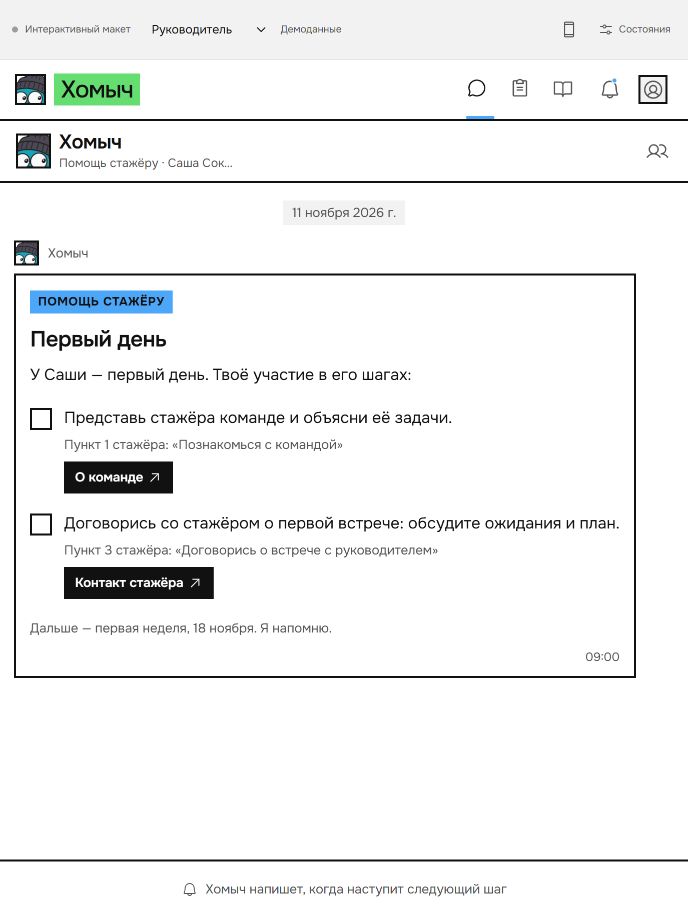 Интерактивный макет Руководитель Демоданные Состояния
Хомыч
Хомыч
Помощь стажёру · Саша Сок...
11 ноября 2026 г.
Хомыч
ПОМОЩЬ СТАЖЁРУ
Первый день
У Саши — первый день. Твоё участие в его шагах:
Представь стажёра команде и объясни её задачи.
Пункт 1 стажёра: «Познакомься с командой»
О команде
Договорись со стажёром о первой встрече: обсудите ожидания и план.
Пункт 3 стажёра: «Договорись о встрече с руководителем»
Контакт стажёра
Дальше — первая неделя, 18 ноября. Я напомню.
09:00
Хомыч напишет, когда наступит следующий шаг